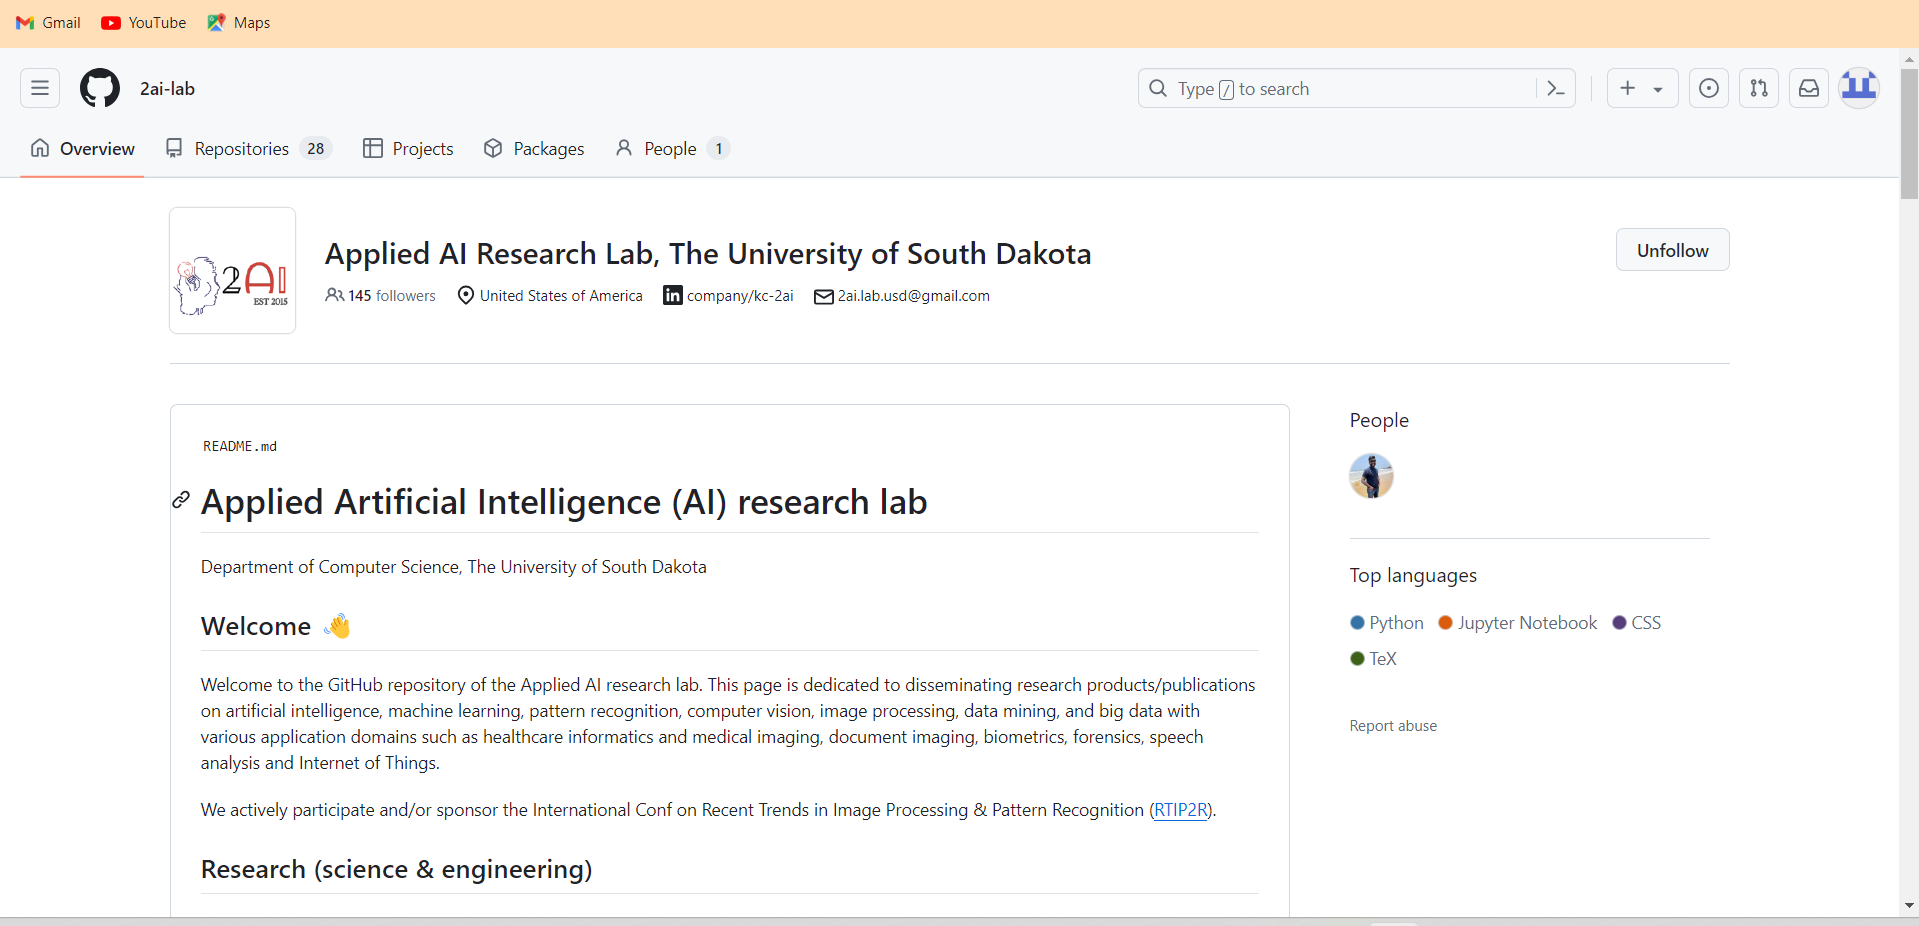 Gmail YouTube Maps
2ai-lab
Type / to search
Overview Repositories 28 Projects Packages People 1
2AI
EST 2015
Applied AI Research Lab, The University of South Dakota
145 followers United States of America company/kc-2ai 2ai.lab.usd@gmail.com
Unfollow
README.md
Applied Artificial Intelligence (AI) research lab
Department of Computer Science, The University of South Dakota
Welcome 👋
Welcome to the GitHub repository of the Applied AI research lab. This page is dedicated to disseminating research products/publications
on artificial intelligence, machine learning, pattern recognition, computer vision, image processing, data mining, and big data with
various application domains such as healthcare informatics and medical imaging, document imaging, biometrics, forensics, speech
analysis and Internet of Things.
We actively participate and/or sponsor the International Conf on Recent Trends in Image Processing & Pattern Recognition (RTIP2R).
Research (science & engineering)
People
Top languages
Python Jupyter Notebook CSS
TeX
Report abuse